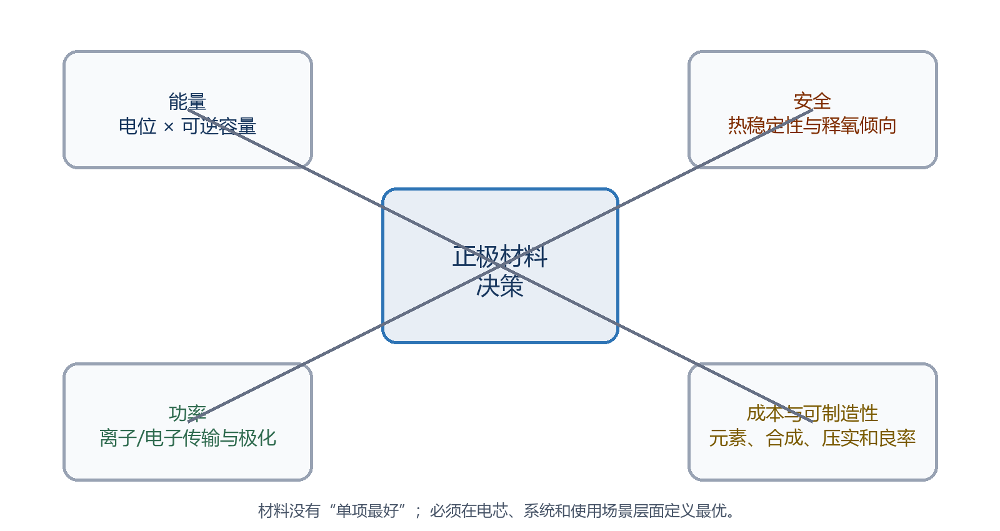 能量
电位 × 可逆容量
安全
热稳定性与释氧倾向
正极材料
决策
功率
离子/电子传输与极化
成本与可制造性
元素、合成、压实和良率
材料没有“单项最好”；必须在电芯、系统和使用场景层面定义最优。